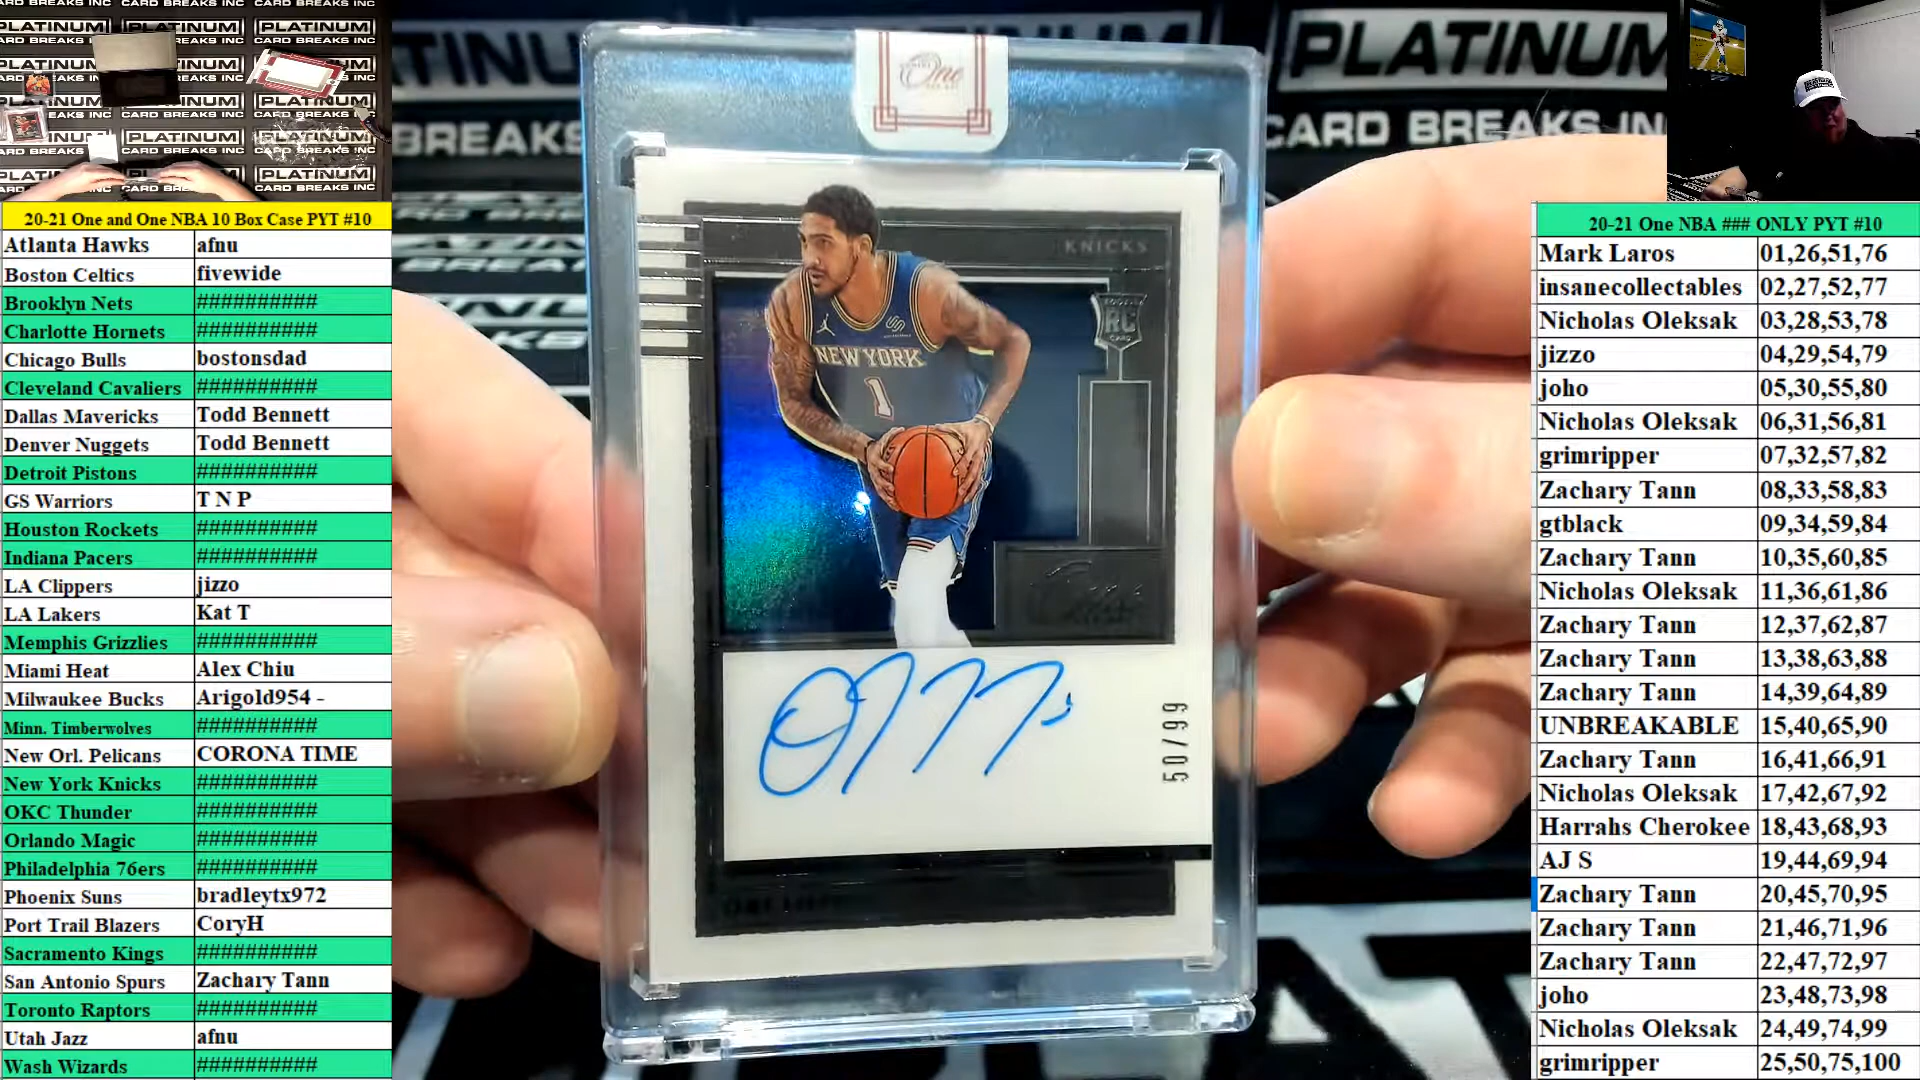 PLATINUM
CARD BREAKS INC
20-21 One and One NBA 10 Box Case PYT #10
Atlanta Hawks afnu
Boston Celtics fivewide
Brooklyn Nets ##########
Charlotte Hornets ##########
Chicago Bulls bostonsdad
Cleveland Cavaliers ##########
Dallas Mavericks Todd Bennett
Denver Nuggets Todd Bennett
Detroit Pistons ##########
GS Warriors T N P
Houston Rockets ##########
Indiana Pacers ##########
LA Clippers jizzo
LA Lakers Kat T
Memphis Grizzlies ##########
Miami Heat Alex Chiu
Milwaukee Bucks Arigold954 -
Minn. Timberwolves ##########
New Orl. Pelicans CORONA TIME
New York Knicks ##########
OKC Thunder ##########
Orlando Magic ##########
Philadelphia 76ers ##########
Phoenix Suns bradleytx972
Port Trail Blazers CoryH
Sacramento Kings ##########
San Antonio Spurs Zachary Tann
Toronto Raptors ##########
Utah Jazz afnu
Wash Wizards ##########
PLATINUM
CARD BREAKS IN
One
KNICKS
RC
NEW YORK
1
One
50/99
20-21 One NBA ### ONLY PYT #10
Mark Laros 01,26,51,76
insanecollectables 02,27,52,77
Nicholas Oleksak 03,28,53,78
jizzo 04,29,54,79
joho 05,30,55,80
Nicholas Oleksak 06,31,56,81
grimripper 07,32,57,82
Zachary Tann 08,33,58,83
gtblack 09,34,59,84
Zachary Tann 10,35,60,85
Nicholas Oleksak 11,36,61,86
Zachary Tann 12,37,62,87
Zachary Tann 13,38,63,88
Zachary Tann 14,39,64,89
UNBREAKABLE 15,40,65,90
Zachary Tann 16,41,66,91
Nicholas Oleksak 17,42,67,92
Harrahs Cherokee 18,43,68,93
AJ S 19,44,69,94
Zachary Tann 20,45,70,95
Zachary Tann 21,46,71,96
Zachary Tann 22,47,72,97
joho 23,48,73,98
Nicholas Oleksak 24,49,74,99
grimripper 25,50,75,100